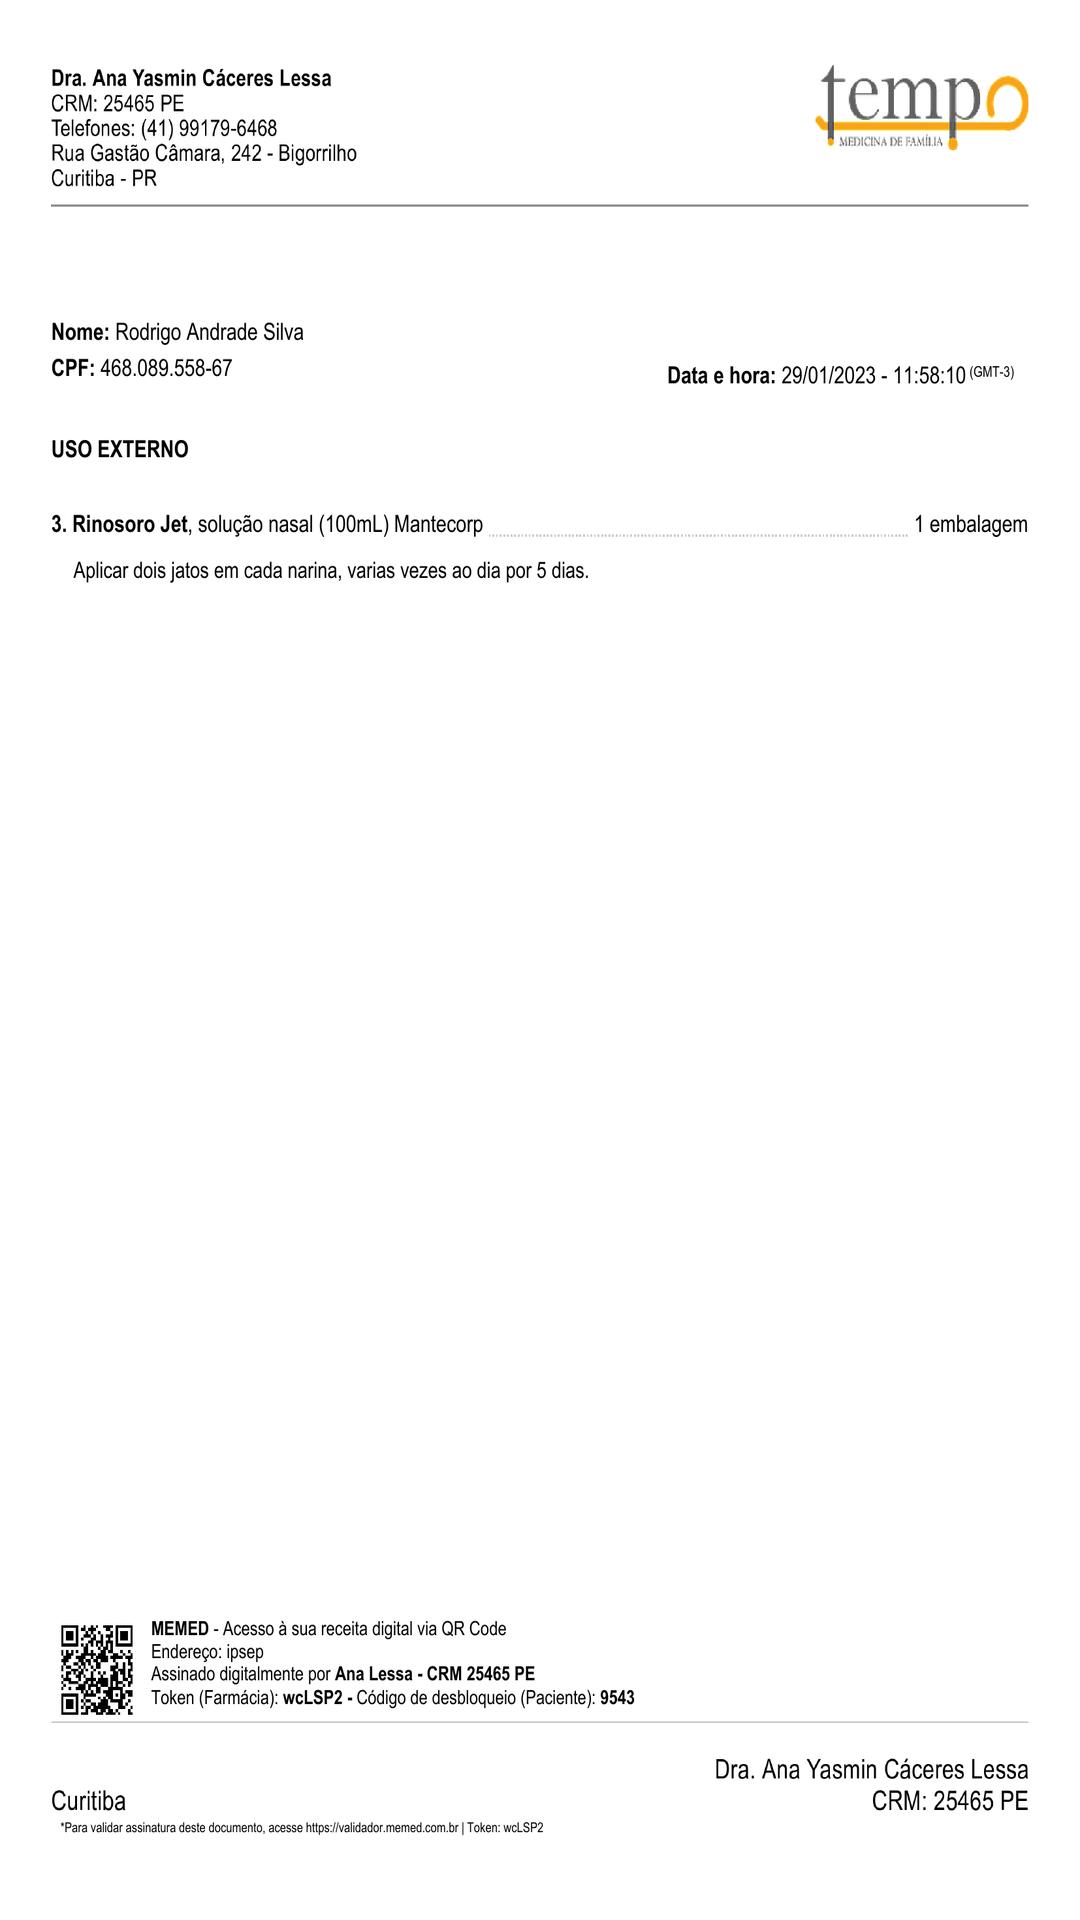 Dra. Ana Yasmin Cáceres Lessa
CRM: 25465 PE
Telefones: (41) 99179-6468
Rua Gastão Câmara, 242 - Bigorrilho
Curitiba - PR
tempo
MEDICINA DE FAMÍLIA
Nome: Rodrigo Andrade Silva
CPF: 468.089.558-67
Data e hora: 29/01/2023 - 11:58:10 (GMT-3)
USO EXTERNO
3. Rinosoro Jet, solução nasal (100mL) Mantecorp 1 embalagem
Aplicar dois jatos em cada narina, varias vezes ao dia por 5 dias.
MEMED - Acesso à sua receita digital via QR Code
Endereço: ipsep
Assinado digitalmente por Ana Lessa - CRM 25465 PE
Token (Farmácia): wcLSP2 - Código de desbloqueio (Paciente): 9543
Dra. Ana Yasmin Cáceres Lessa
Curitiba
CRM: 25465 PE
*Para validar assinatura deste documento, acesse https://validador.memed.com.br | Token: wcLSP2